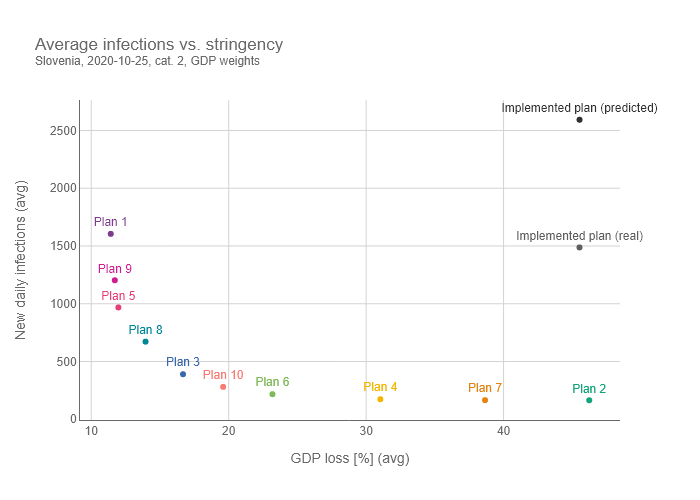 Average infections vs. stringency
Slovenia, 2020-10-25, cat. 2, GDP weights
Implemented plan (predicted)
2500
2000
Plan 1
Implemented plan (real)
1500
Plan 9
Plan 5
1000
Plan 8
500
Plan 3
Plan 10
Plan 6
Plan 4
Plan 7
Plan 2
0
10
20
30
40
New daily infections (avg)
GDP loss [%] (avg)